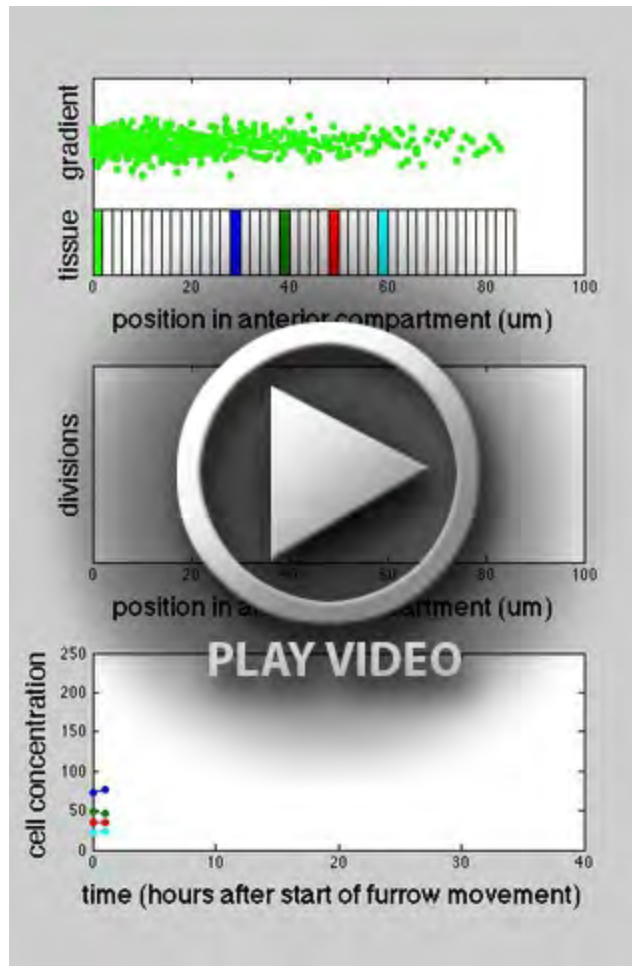 gradient
tissue
0 20 40 60 80 100
position in anterior compartment (um)
divisions
0 20 60 80 100
position in a artment (um)
PLAY VIDEO
cell concentration
250
200
150
100
50
0
0 10 20 30 40
time (hours after start of furrow movement)